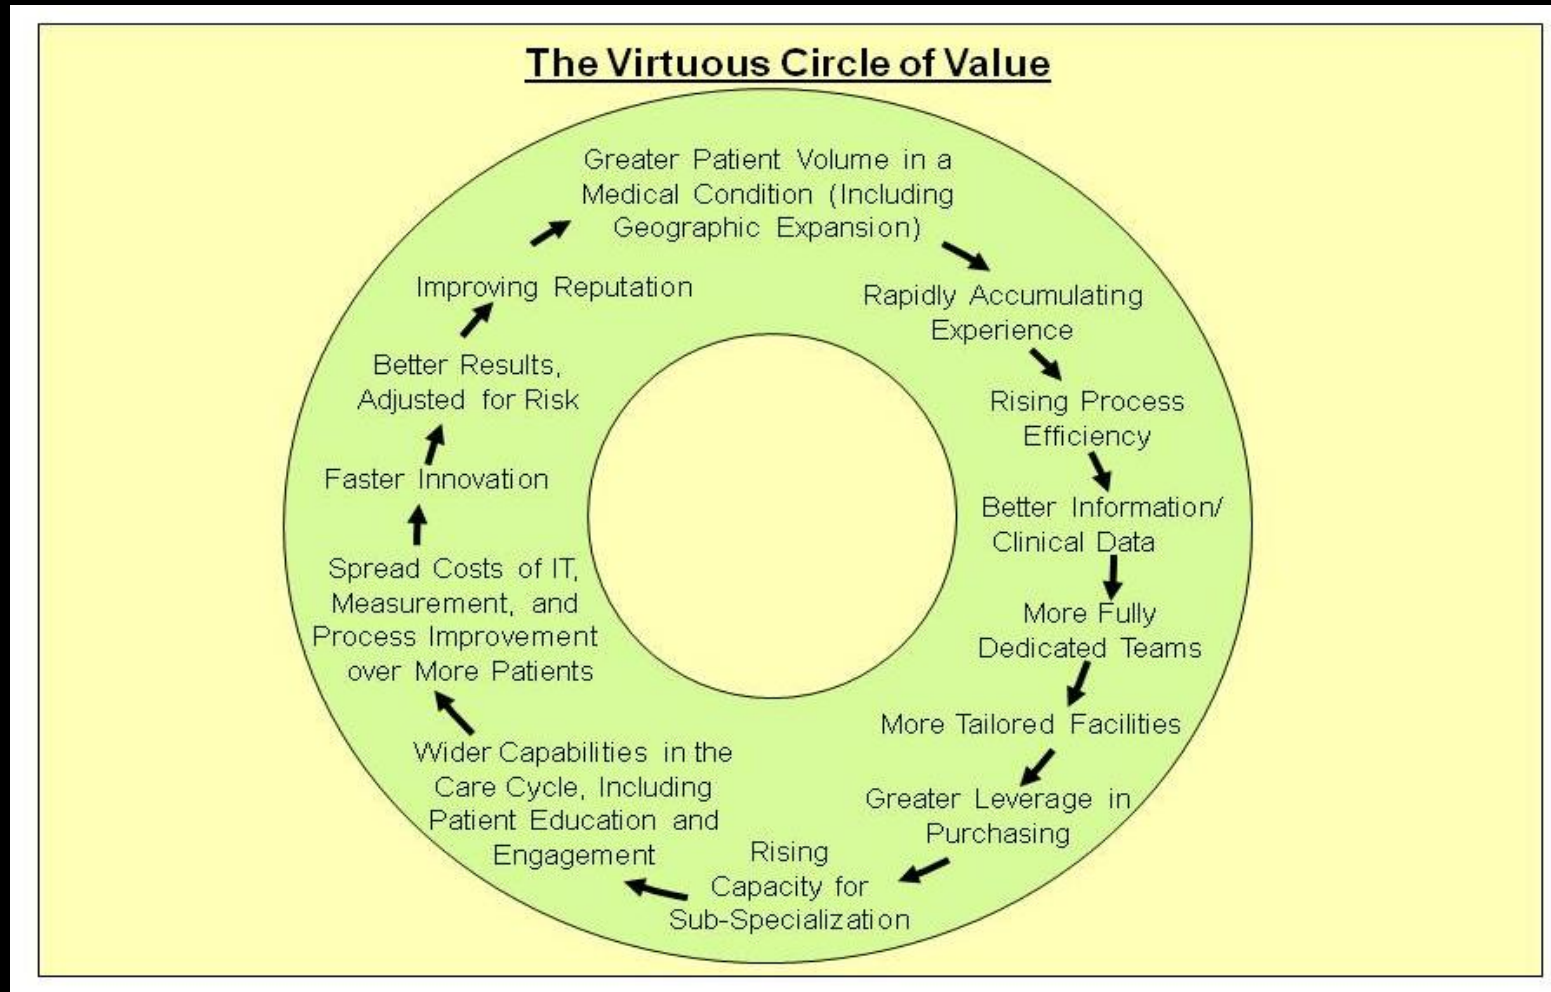 The Virtuous Circle of Value
Greater Patient Volume in a
Medical Condition (Including
Geographic Expansion)
Rapidly Accumulating
Experience
Rising Process
Efficiency
Better Information/
Clinical Data
More Fully
Dedicated Teams
More Tailored Facilities
Greater Leverage in
Purchasing
Rising
Capacity for
Sub-Specialization
Wider Capabilities in the
Care Cycle, Including
Patient Education and
Engagement
Spread Costs of IT,
Measurement, and
Process Improvement
over More Patients
Faster Innovation
Better Results,
Adjusted for Risk
Improving Reputation